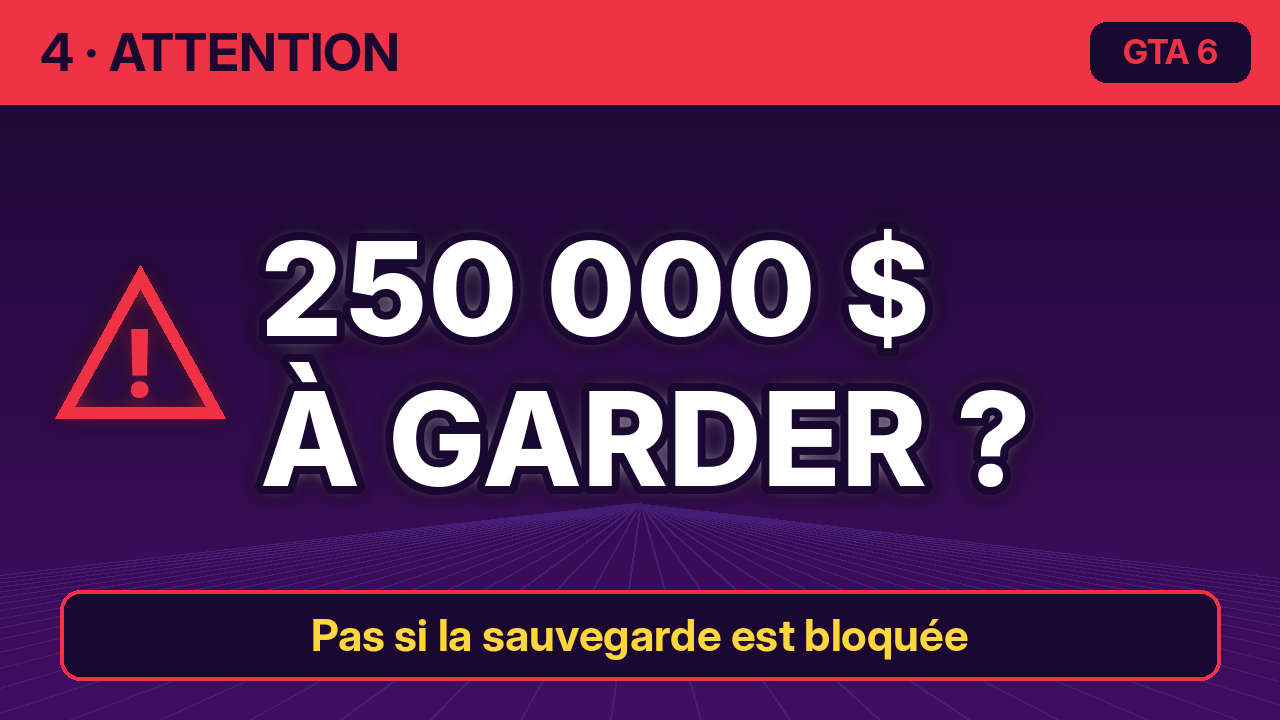 4 · ATTENTION
GTA 6
250 000 $
À GARDER ?
Pas si la sauvegarde est bloquée